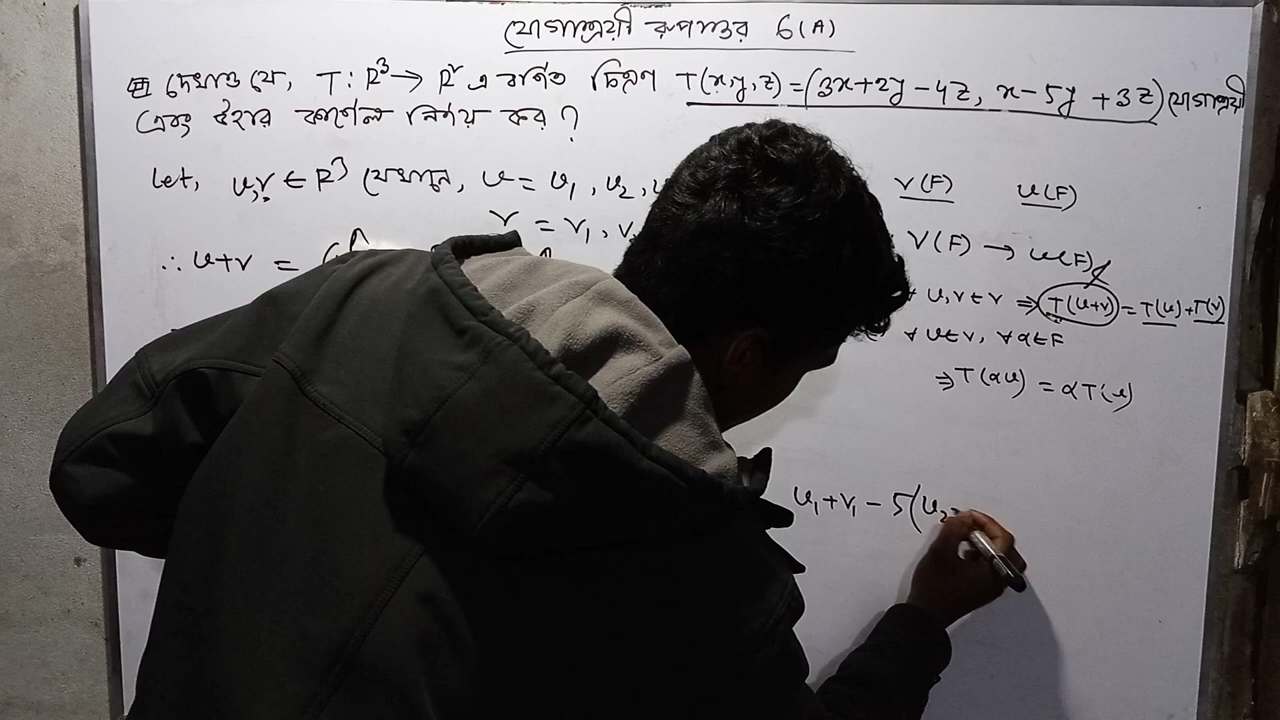 যোগাশ্রয়ী রূপান্তর 6(A)
দেখাও যে, T : R³ → R² এ বর্ণিত চিত্রণ T(x,y,z) = (3x+2y-4z, x-5y+3z) যোগাশ্রয়ী
এবং ইহার কার্ণেল নির্ণয় কর ?
Let, u,v ∈ R³ যেখানে, u = u₁, u₂,
v = v₁, v
∴ u+v = (
V(F) U(F)
V(F) → U(F)
∀ u,v ∈ V ⇒ T(u+v) = T(u)+T(v)
∀ u∈V, ∀α∈F
⇒ T(αu) = αT(u)
u₁+v₁ - 5(u₂